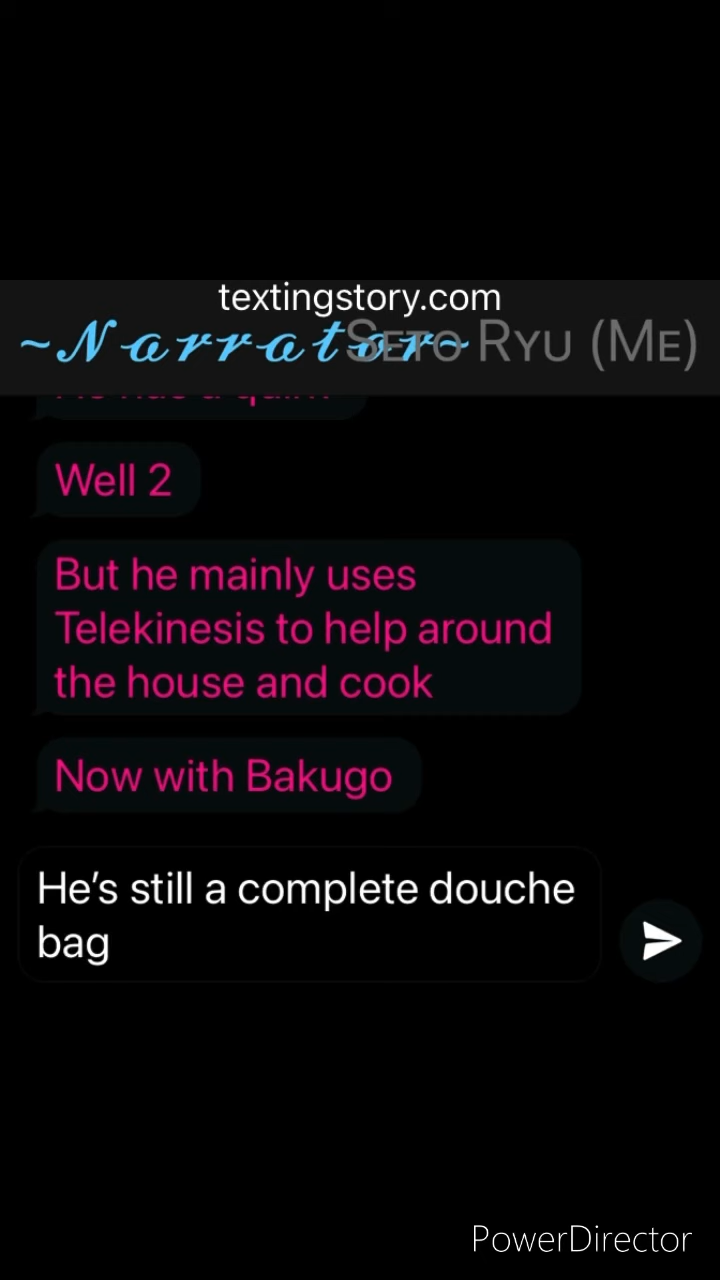 textingstory.com
~Narrator~
Seto Ryu (Me)
Well 2
But he mainly uses
Telekinesis to help around
the house and cook
Now with Bakugo
He's still a complete douche
bag
PowerDirector